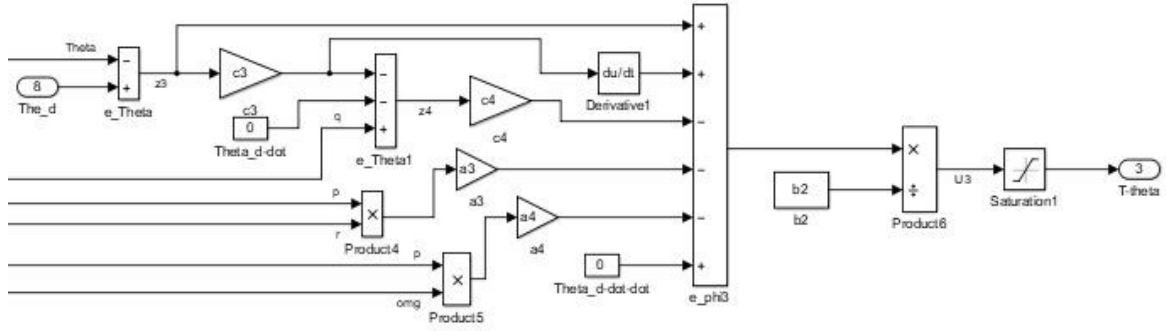 Theta
8
The_d
−
+
e_Theta
z3
c3
c3
0
Theta_d-dot
q
−
−
+
e_Theta1
z4
c4
c4
du/dt
Derivative1
p
r
×
Product4
a3
a3
p
omg
×
Product5
a4
a4
0
Theta_d-dot-dot
+
+
−
−
−
+
e_phi3
b2
b2
×
÷
Product6
U3
Saturation1
3
T-theta